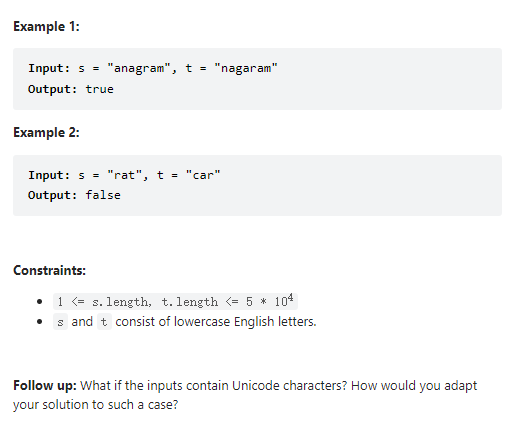 Example 1:
Input: s = "anagram", t = "nagaram"
Output: true
Example 2:
Input: s = "rat", t = "car"
Output: false
Constraints:
• 1 <= s.length, t.length <= 5 * 10⁴
• s and t consist of lowercase English letters.
Follow up: What if the inputs contain Unicode characters? How would you adapt
your solution to such a case?